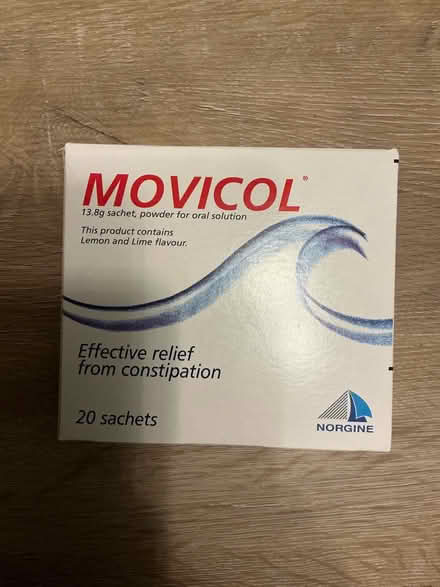 MOVICOL®
13.8g sachet, powder for oral solution
This product contains
Lemon and Lime flavour.
Effective relief
from constipation
20 sachets
NORGINE